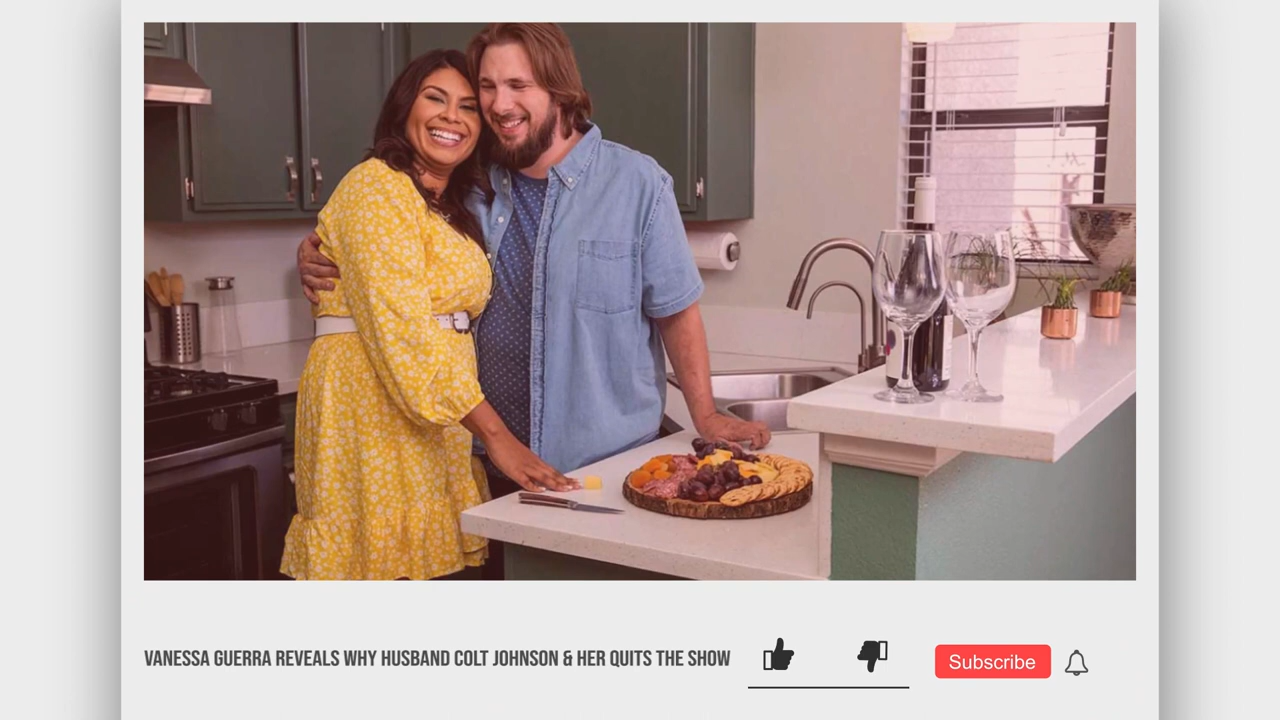 VANESSA GUERRA REVEALS WHY HUSBAND COLT JOHNSON & HER QUITS THE SHOW
Subscribe